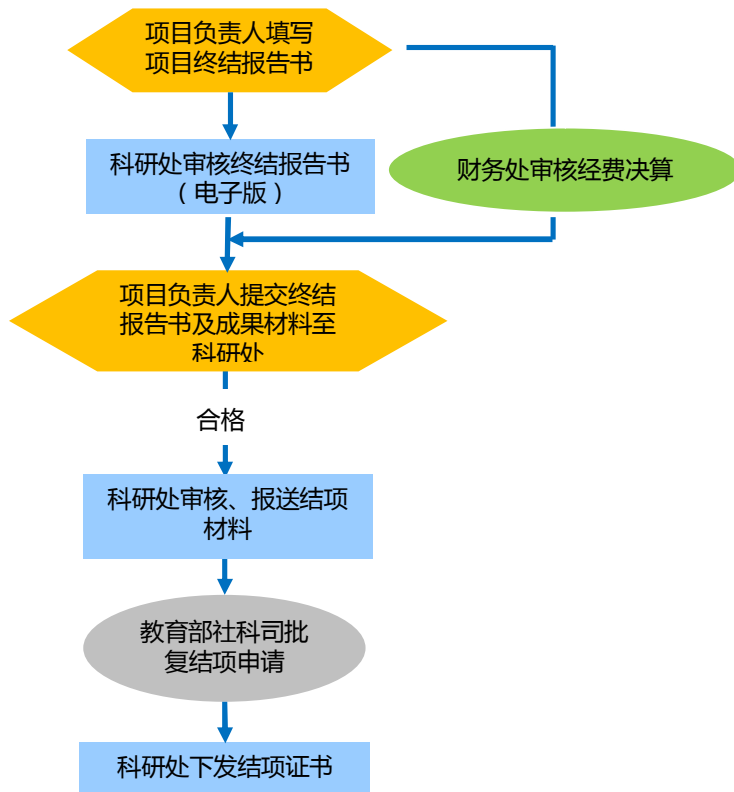 项目负责人填写
项目终结报告书
科研处审核终结报告书
（电子版）
财务处审核经费决算
项目负责人提交终结
报告书及成果材料至
科研处
合格
科研处审核、报送结项
材料
教育部社科司批
复结项申请
科研处下发结项证书